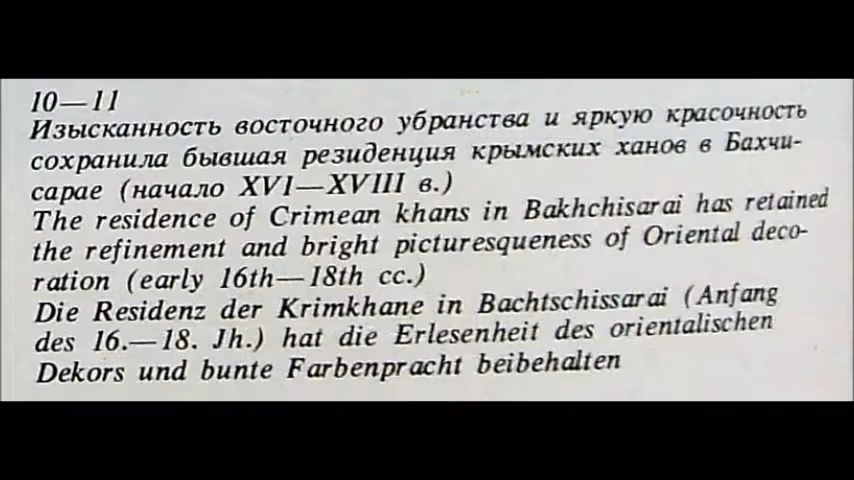 10—11
Изысканность восточного убранства и яркую красочность
сохранила бывшая резиденция крымских ханов в Бахчи-
сарае (начало XVI—XVIII в.)
The residence of Crimean khans in Bakhchisarai has retained
the refinement and bright picturesqueness of Oriental deco-
ration (early 16th—18th cc.)
Die Residenz der Krimkhane in Bachtschissarai (Anfang
des 16.—18. Jh.) hat die Erlesenheit des orientalischen
Dekors und bunte Farbenpracht beibehalten